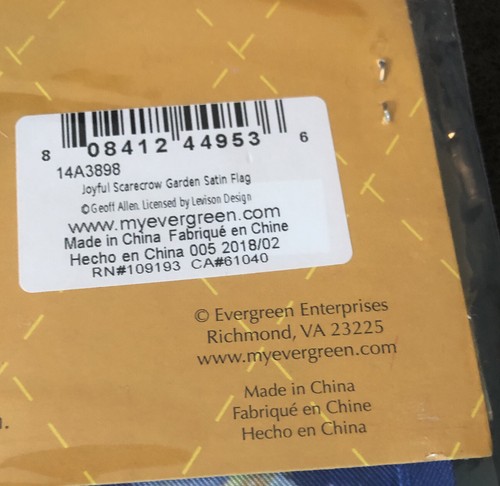 8 08412 44953 6
14A3898
Joyful Scarecrow Garden Satin Flag
© Geoff Allen. Licensed by Levison Design
www.myevergreen.com
Made in China Fabriqué en Chine
Hecho en China 005 2018/02
RN#109193 CA#61040
© Evergreen Enterprises
Richmond, VA 23225
www.myevergreen.com
Made in China
Fabriqué en Chine
Hecho en China